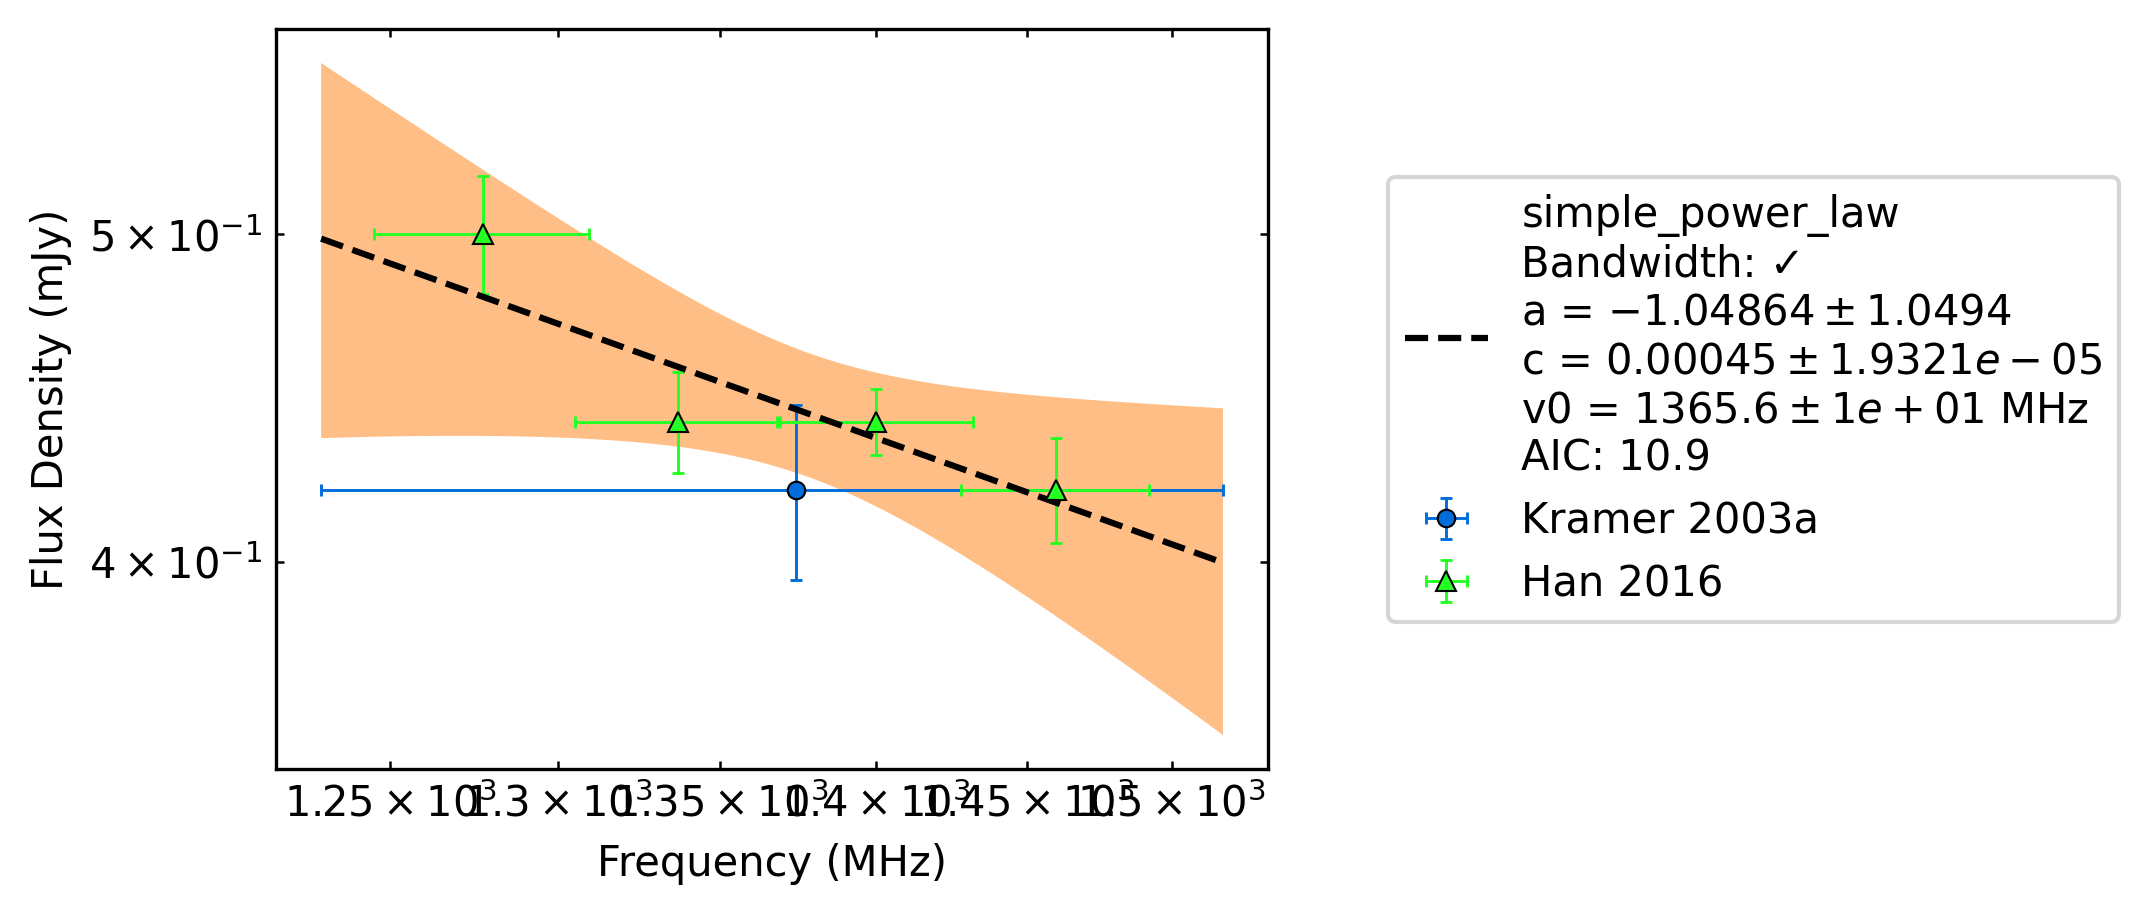 Flux Density (mJy)
5 × 10⁻¹
4 × 10⁻¹
1.25 × 10³ 1.3 × 10³ 1.35 × 10³ 1.4 × 10³ 1.45 × 10³ 1.5 × 10³
Frequency (MHz)
simple_power_law
Bandwidth: ✓
a = −1.04864 ± 1.0494
c = 0.00045 ± 1.9321e − 05
v0 = 1365.6 ± 1e + 01 MHz
AIC: 10.9
Kramer 2003a
Han 2016